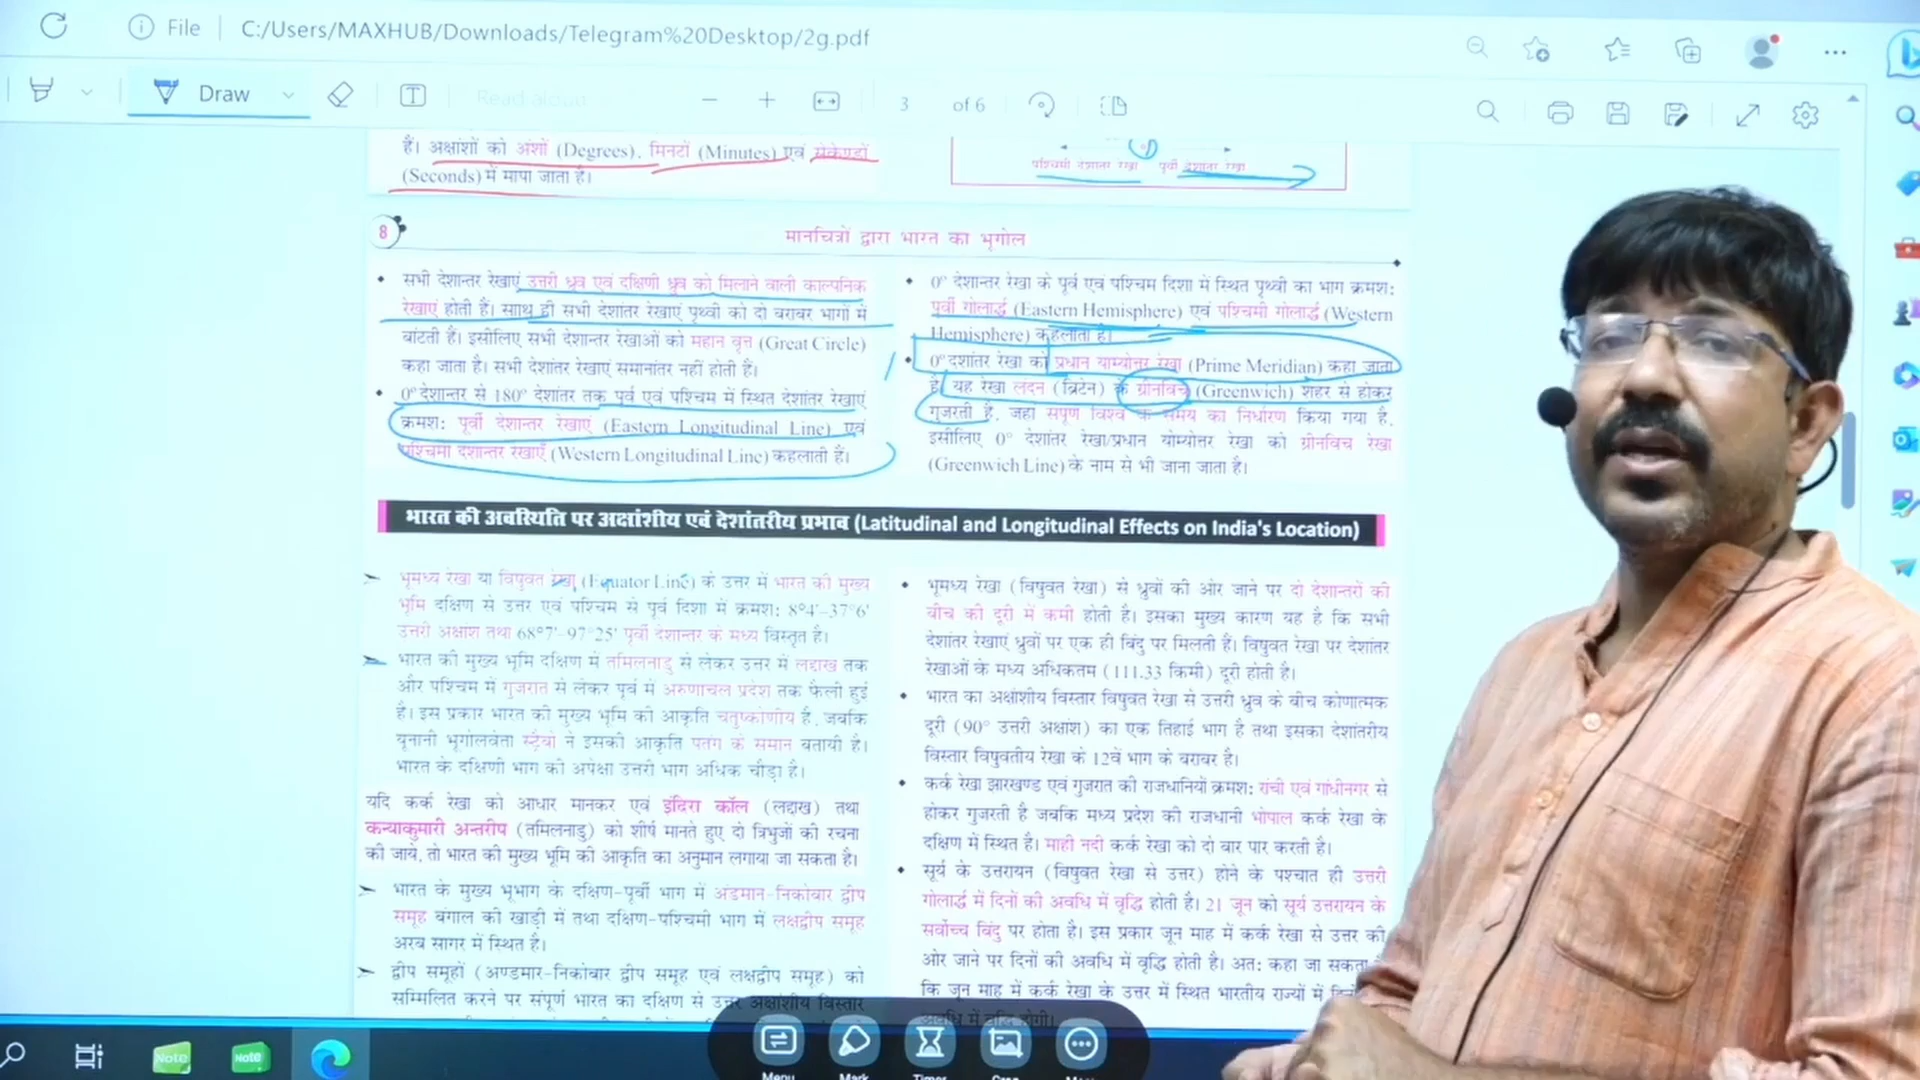 File
C:/Users/MAXHUB/Downloads/Telegram%20Desktop/2g.pdf
Draw
Read aloud
3 of 6
हैं। अक्षांशों को अंशों (Degrees), मिनटों (Minutes) एवं सेकेण्डों
(Seconds) में मापा जाता है।
पश्चिमी देशांतर रेखा पूर्वी देशांतर रेखा
8
मानचित्रों द्वारा भारत का भूगोल
सभी देशान्तर रेखाएं उत्तरी ध्रुव एवं दक्षिणी ध्रुव को मिलाने वाली काल्पनिक
रेखाएं होती हैं। साथ ही सभी देशांतर रेखाएं पृथ्वी को दो बराबर भागों में
बांटती हैं। इसीलिए सभी देशान्तर रेखाओं को महान वृत्त (Great Circle)
कहा जाता है। सभी देशान्तर रेखाएं समानांतर नहीं होती हैं।
0° देशान्तर से 180° देशांतर तक पूर्व एवं पश्चिम में स्थित देशांतर रेखाएं
क्रमश: पूर्वी देशान्तर रेखाएं (Eastern Longitudinal Line) एवं
पश्चिमी देशान्तर रेखाएँ (Western Longitudinal Line) कहलाती हैं।
0° देशान्तर रेखा के पूर्व एवं पश्चिम दिशा में स्थित पृथ्वी का भाग क्रमश:
पूर्वी गोलार्द्ध (Eastern Hemisphere) एवं पश्चिमी गोलार्द्ध (Western
Hemisphere) कहलाता है।
0° देशांतर रेखा को प्रधान याम्योत्तर रेखा (Prime Meridian) कहा जाता
है। यह रेखा लंदन (ब्रिटेन) के ग्रीनविच (Greenwich) शहर से होकर
गुजरती है, जहां संपूर्ण विश्व के समय का निर्धारण किया गया है,
इसीलिए 0° देशांतर रेखा/प्रधान योम्योत्तर रेखा को ग्रीनविच रेखा
(Greenwich Line) के नाम से भी जाना जाता है।
भारत की अवस्थिति पर अक्षांशीय एवं देशांतरीय प्रभाव (Latitudinal and Longitudinal Effects on India's Location)
भूमध्य रेखा या विषुवत रेखा (Equator Line) के उत्तर में भारत की मुख्य
भूमि दक्षिण से उत्तर एवं पश्चिम से पूर्व दिशा में क्रमश: 8°4'-37°6'
उत्तरी अक्षांश तथा 68°7'-97°25' पूर्वी देशान्तर के मध्य विस्तृत है।
भारत की मुख्य भूमि दक्षिण में तमिलनाडु से लेकर उत्तर में लद्दाख तक
और पश्चिम में गुजरात से लेकर पूर्व में अरुणाचल प्रदेश तक फैली हुई
है। इस प्रकार भारत की मुख्य भूमि की आकृति चतुष्कोणीय है, जबकि
यूनानी भूगोलवेत्ता स्ट्रैबो ने इसकी आकृति पतंग के समान बतायी है।
भारत के दक्षिणी भाग की अपेक्षा उत्तरी भाग अधिक चौड़ा है।
यदि कर्क रेखा को आधार मानकर एवं इंदिरा कॉल (लद्दाख) तथा
कन्याकुमारी अन्तरीप (तमिलनाडु) को शीर्ष मानते हुए दो त्रिभुजों की रचना
की जाये, तो भारत की मुख्य भूमि की आकृति का अनुमान लगाया जा सकता है।
भारत के मुख्य भूभाग के दक्षिण-पूर्वी भाग में अंडमान-निकोबार द्वीप
समूह बंगाल की खाड़ी में तथा दक्षिण-पश्चिमी भाग में लक्षद्वीप समूह
अरब सागर में स्थित है।
द्वीप समूहों (अण्डमार-निकोबार द्वीप समूह एवं लक्षद्वीप समूह) को
सम्मिलित करने पर संपूर्ण भारत का दक्षिण से उत्तर अक्षांशीय विस्तार
भूमध्य रेखा (विषुवत रेखा) से ध्रुवों की ओर जाने पर दो देशान्तरों की
बीच की दूरी में कमी होती है। इसका मुख्य कारण यह है कि सभी
देशांतर रेखाएं ध्रुवों पर एक ही बिंदु पर मिलती हैं। विषुवत रेखा पर देशांतर
रेखाओं के मध्य अधिकतम (111.33 किमी) दूरी होती है।
भारत का अक्षांशीय विस्तार विषुवत रेखा से उत्तरी ध्रुव के बीच कोणात्मक
दूरी (90° उत्तरी अक्षांश) का एक तिहाई भाग है तथा इसका देशांतरीय
विस्तार विषुवतीय रेखा के 12वें भाग के बराबर है।
कर्क रेखा झारखण्ड एवं गुजरात की राजधानियों क्रमश: रांची एवं गांधीनगर से
होकर गुजरती है जबकि मध्य प्रदेश की राजधानी भोपाल कर्क रेखा के
दक्षिण में स्थित है। माही नदी कर्क रेखा को दो बार पार करती है।
सूर्य के उत्तरायन (विषुवत रेखा से उत्तर) होने के पश्चात ही उत्तरी
गोलार्द्ध में दिनों की अवधि में वृद्धि होती है। 21 जून को सूर्य उत्तरायन के
सर्वोच्च बिंदु पर होता है। इस प्रकार जून माह में कर्क रेखा से उत्तर की
ओर जाने पर दिनों की अवधि में वृद्धि होती है। अत: कहा जा सकता
कि जून माह में कर्क रेखा के उत्तर में स्थित भारतीय राज्यों में
अवधि में वृद्धि होगी।
Note Note
Menu Mark Timer